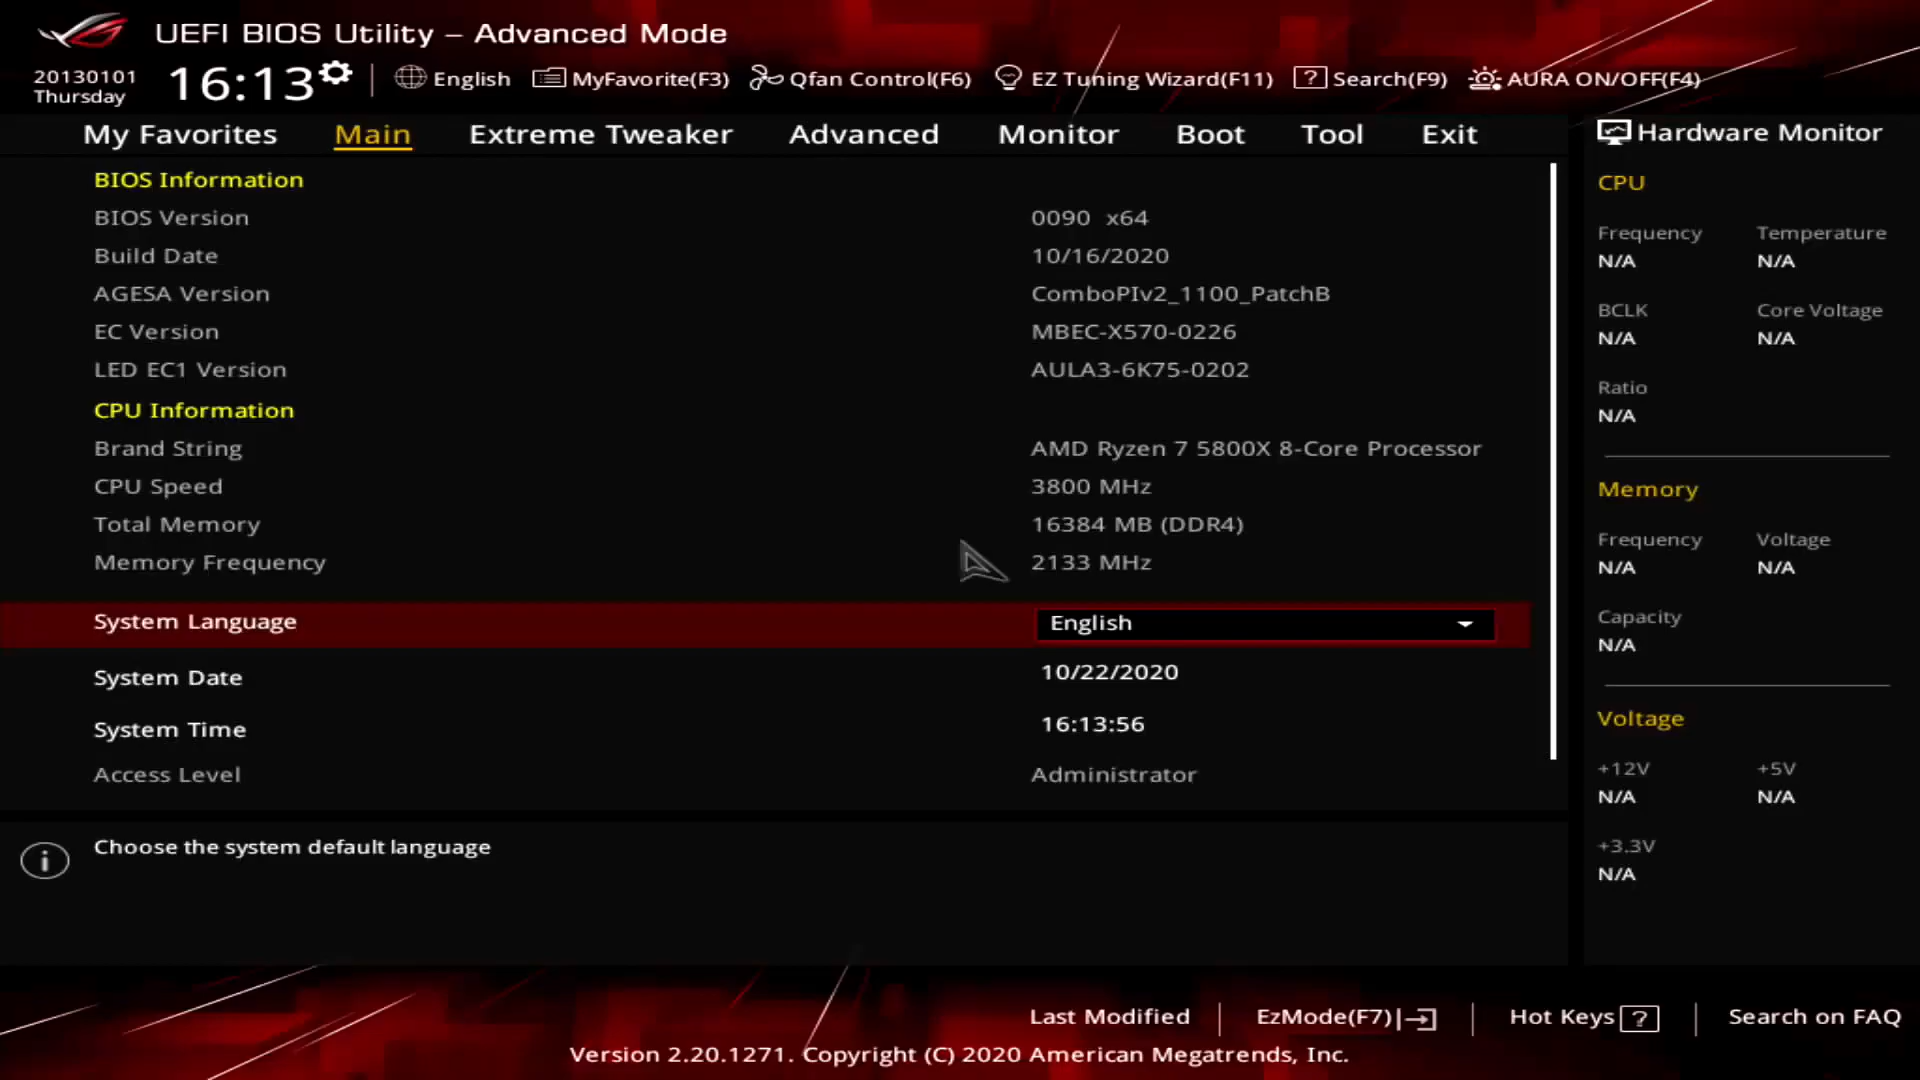 UEFI BIOS Utility – Advanced Mode
20130101
Thursday
16:13
English
MyFavorite(F3)
Qfan Control(F6)
EZ Tuning Wizard(F11)
? Search(F9)
AURA ON/OFF(F4)
My Favorites Main Extreme Tweaker Advanced Monitor Boot Tool Exit
BIOS Information
BIOS Version 0090 x64
Build Date 10/16/2020
AGESA Version ComboPIv2_1100_PatchB
EC Version MBEC-X570-0226
LED EC1 Version AULA3-6K75-0202
CPU Information
Brand String AMD Ryzen 7 5800X 8-Core Processor
CPU Speed 3800 MHz
Total Memory 16384 MB (DDR4)
Memory Frequency 2133 MHz
System Language English
System Date 10/22/2020
System Time 16:13:56
Access Level Administrator
i Choose the system default language
Hardware Monitor
CPU
Frequency Temperature
N/A N/A
BCLK Core Voltage
N/A N/A
Ratio
N/A
Memory
Frequency Voltage
N/A N/A
Capacity
N/A
Voltage
+12V +5V
N/A N/A
+3.3V
N/A
Last Modified
EzMode(F7)
Hot Keys ?
Search on FAQ
Version 2.20.1271. Copyright (C) 2020 American Megatrends, Inc.